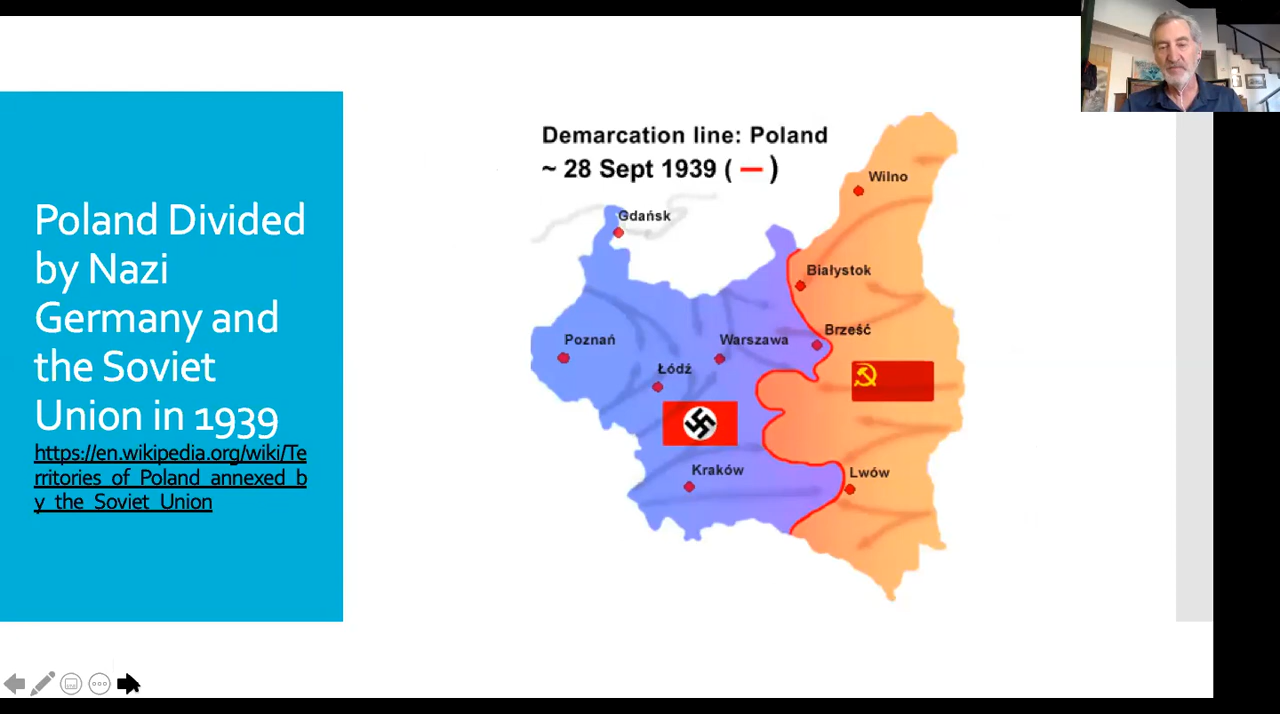 Poland Divided
by Nazi
Germany and
the Soviet
Union in 1939
https://en.wikipedia.org/wiki/Te
rritories_of_Poland_annexed_b
y_the_Soviet_Union
Demarcation line: Poland
~ 28 Sept 1939 ( — )
Wilno
Gdańsk
Białystok
Brześć
Poznań
Warszawa
Łódź
Kraków
Lwów